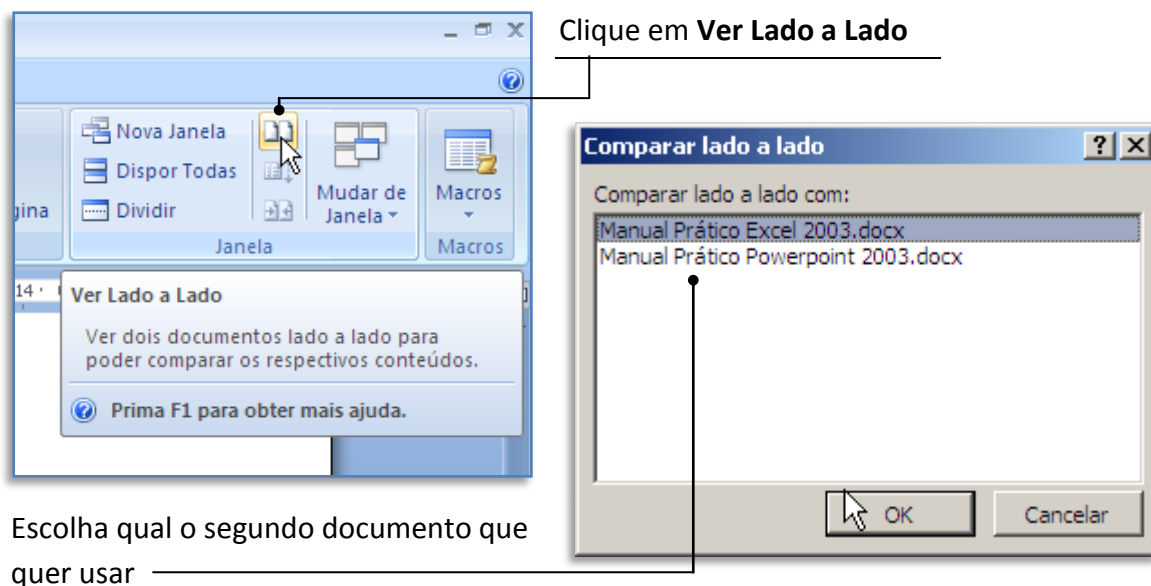 Clique em Ver Lado a Lado
Nova Janela
Dispor Todas
Dividir
Mudar de
Janela
Macros
Janela
Macros
gina
14
Ver Lado a Lado
Ver dois documentos lado a lado para
poder comparar os respectivos conteúdos.
Prima F1 para obter mais ajuda.
Comparar lado a lado
Comparar lado a lado com:
Manual Prático Excel 2003.docx
Manual Prático Powerpoint 2003.docx
OK
Cancelar
Escolha qual o segundo documento que
quer usar